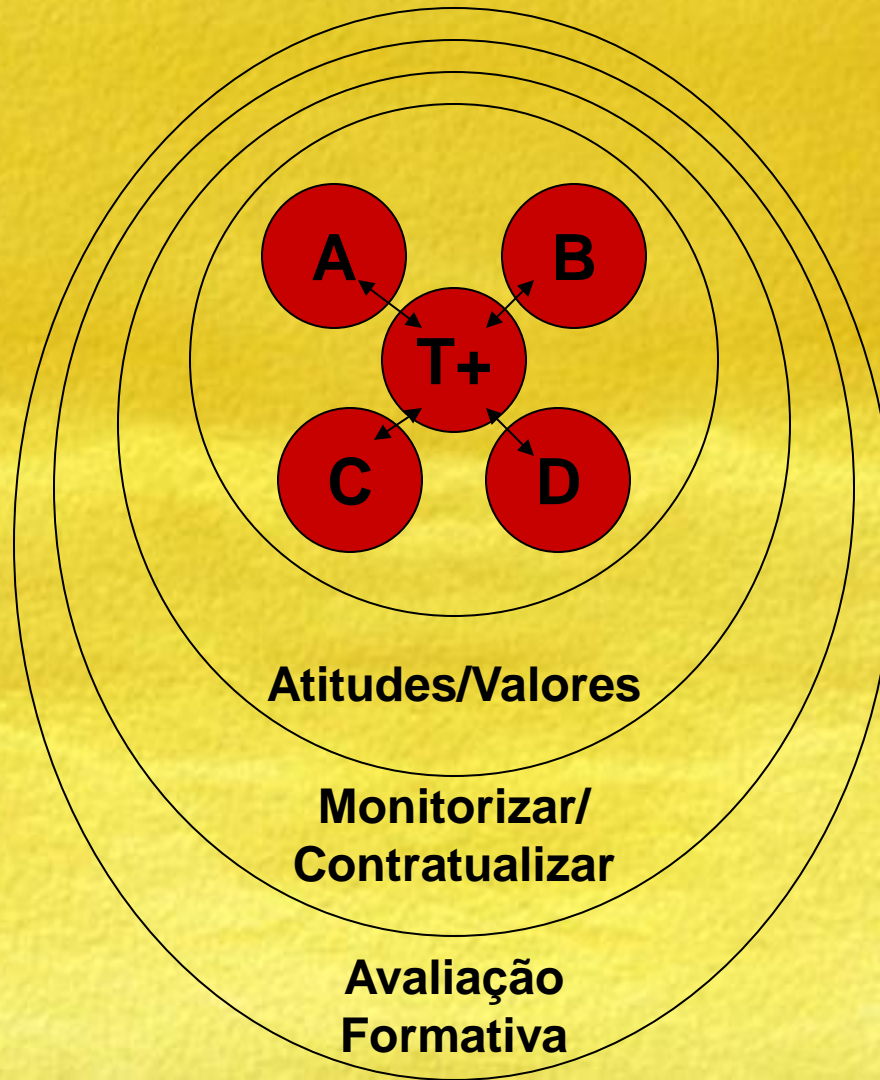 A B
T+
C D
Atitudes/Valores
Monitorizar/
Contratualizar
Avaliação
Formativa